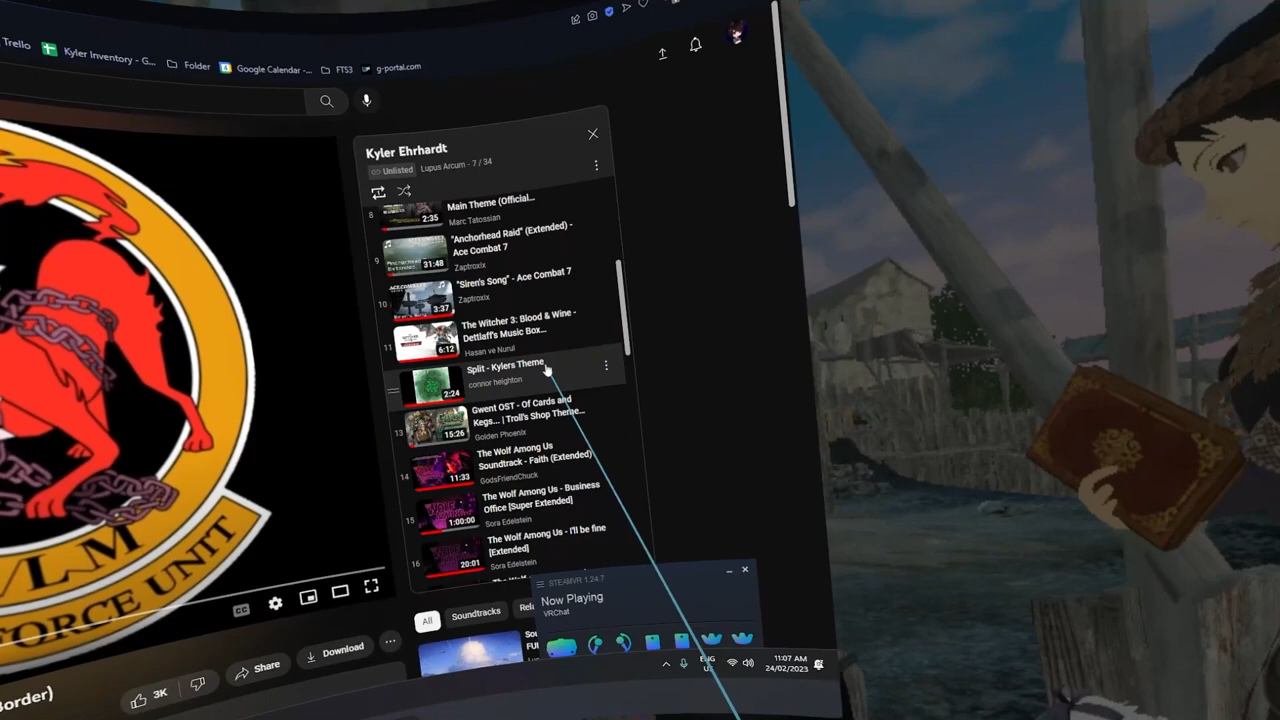 Trello
Kyler Inventory - G...
Folder
Google Calendar -...
FTS3
g-portal.com
Kyler Ehrhardt
Unlisted
Lupus Arcum - 7 / 34
8
2:35
Main Theme (Official...
Marc Tatossian
9
31:48
"Anchorhead Raid" (Extended) -
Ace Combat 7
Zaptroxix
10
3:37
"Siren's Song" - Ace Combat 7
Zaptroxix
11
6:12
The Witcher 3: Blood & Wine -
Dettlaff's Music Box...
Hasan ve Nurul
2:24
Split - Kylers Theme
connor heighton
13
15:26
Gwent OST - Of Cards and
Kegs... | Troll's Shop Theme...
Golden Phoenix
14
11:33
The Wolf Among Us
Soundtrack - Faith (Extended)
GodsFriendChuck
15
1:00:00
The Wolf Among Us - Business
Office [Super Extended]
Sora Edelstein
16
20:01
The Wolf Among Us - I'll be fine
[Extended]
Sora Edelstein
VLM
FORCE UNIT
CC
Border)
3K
Share
Download
...
All
Soundtracks
STEAMVR 1.24.7
Now Playing
VRChat
ENG
11:07 AM
24/02/2023